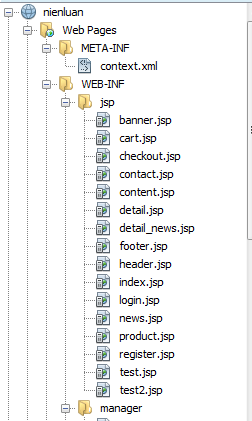 nienluan
Web Pages
META-INF
context.xml
WEB-INF
jsp
banner.jsp
cart.jsp
checkout.jsp
contact.jsp
content.jsp
detail.jsp
detail_news.jsp
footer.jsp
header.jsp
index.jsp
login.jsp
news.jsp
product.jsp
register.jsp
test.jsp
test2.jsp
manager